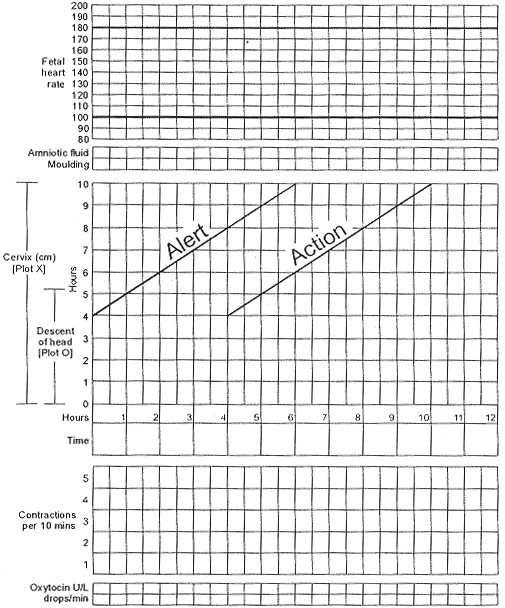 200
190
180
170
160
Fetal 150
heart 140
rate 130
120
110
100
90
80
Amniotic fluid
Moulding
10
9
8
Alert
Action
7
Cervix (cm)
[Plot X]
Hours
6
5
4
Descent
of head
[Plot O]
3
2
1
0
Hours 1 2 3 4 5 6 7 8 9 10 11 12
Time
5
4
Contractions
per 10 mins
3
2
1
Oxytocin U/L
drops/min